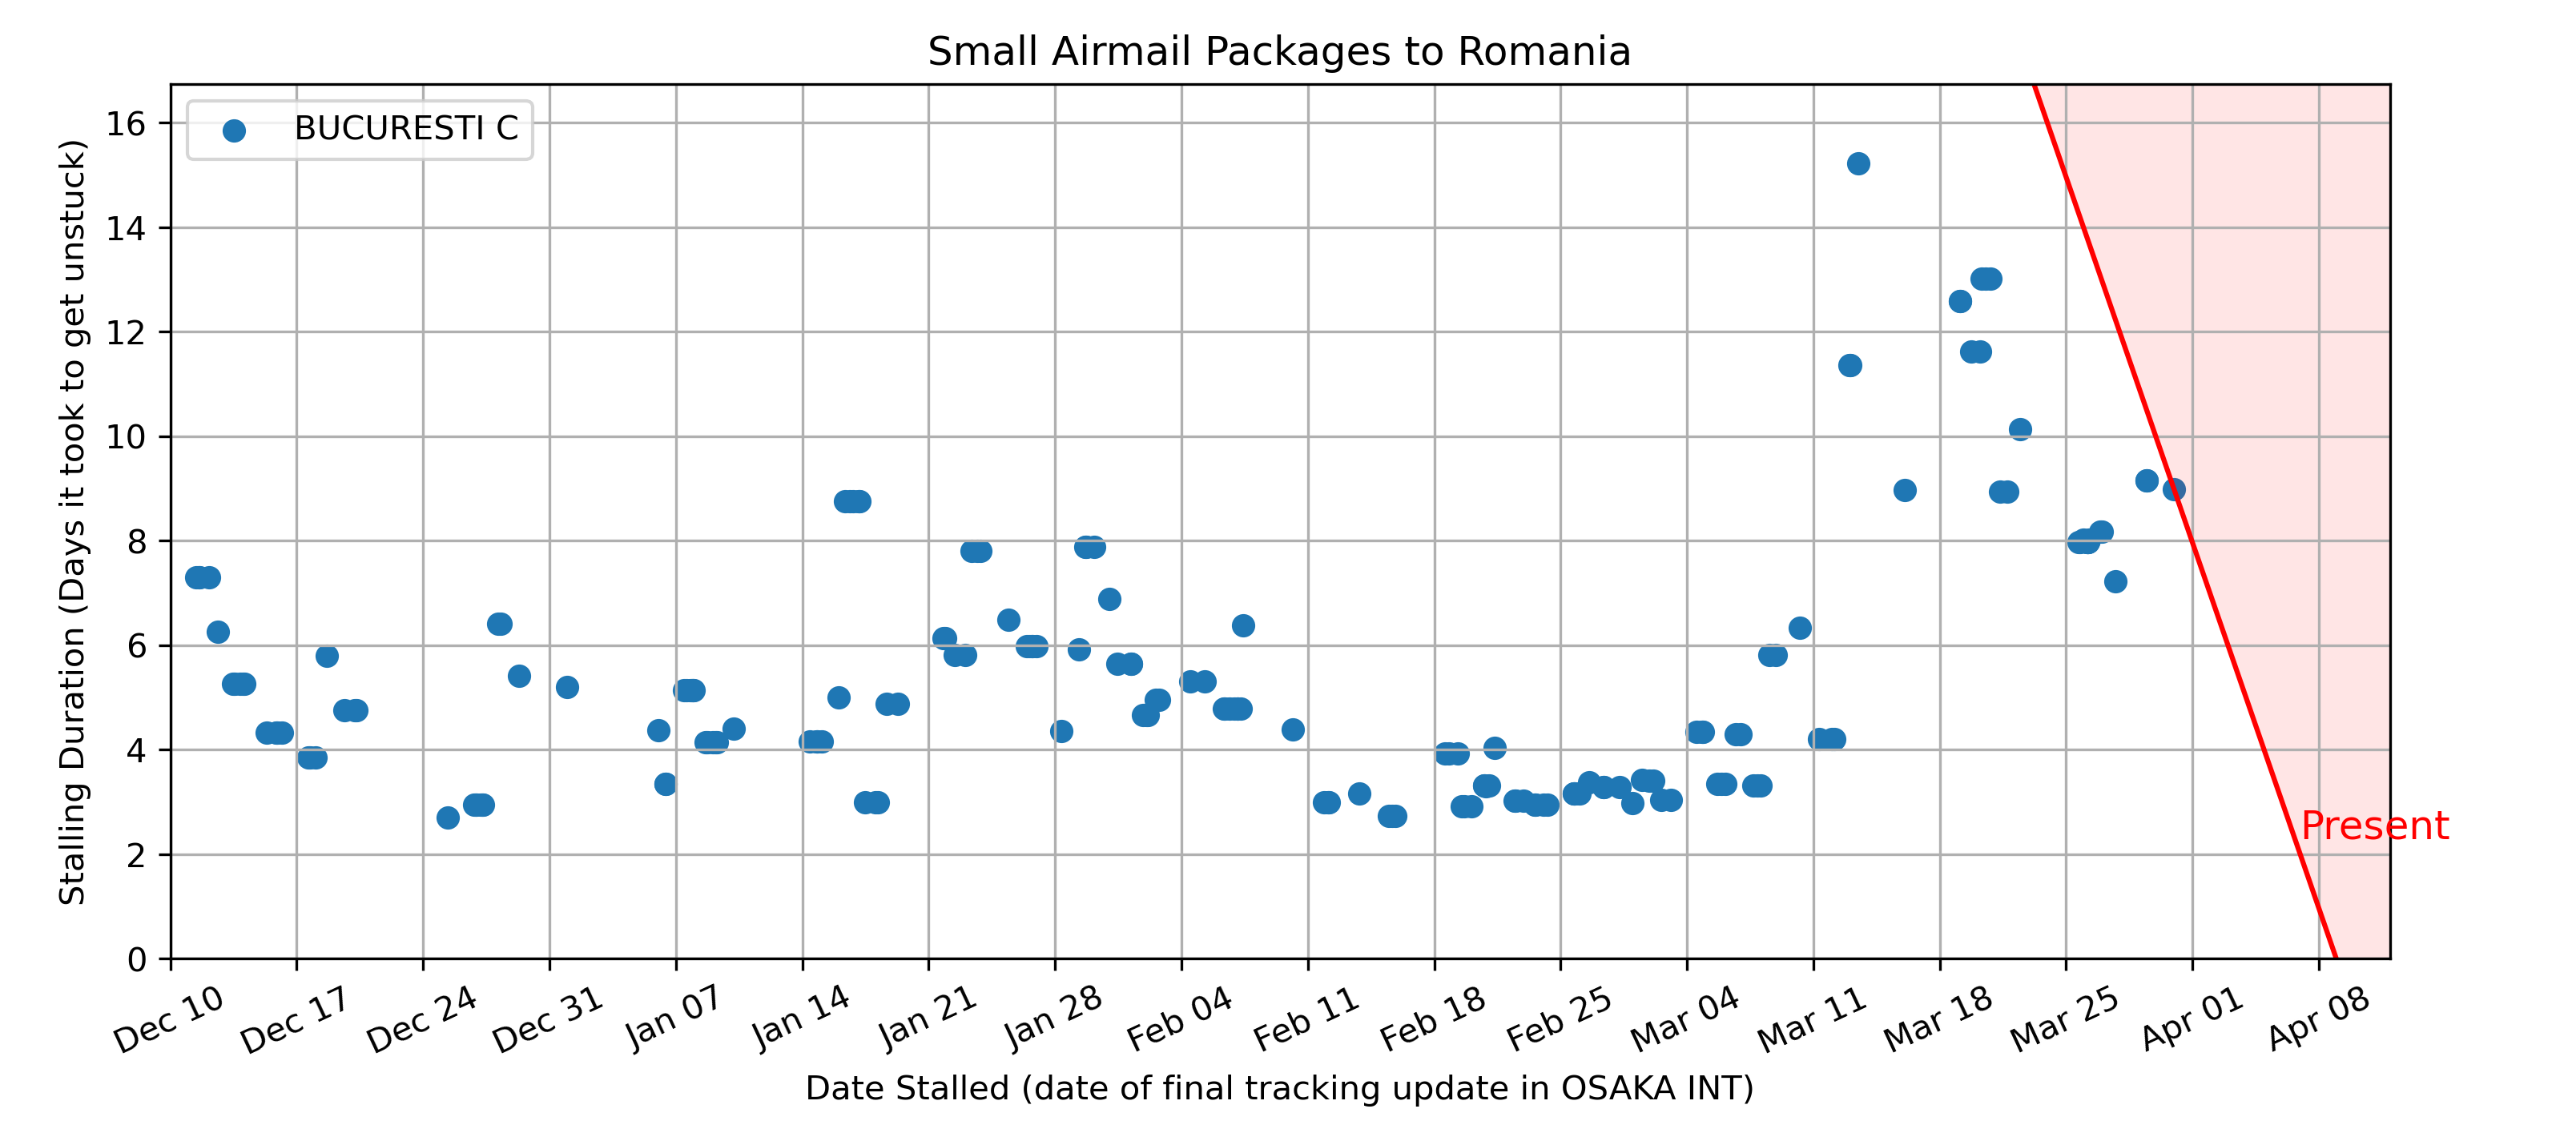 Small Airmail Packages to Romania
BUCURESTI C
Stalling Duration (Days it took to get unstuck)
16
14
12
10
8
6
4
2
0
Present
Dec 10
Dec 17
Dec 24
Dec 31
Jan 07
Jan 14
Jan 21
Jan 28
Feb 04
Feb 11
Feb 18
Feb 25
Mar 04
Mar 11
Mar 18
Mar 25
Apr 01
Apr 08
Date Stalled (date of final tracking update in OSAKA INT)